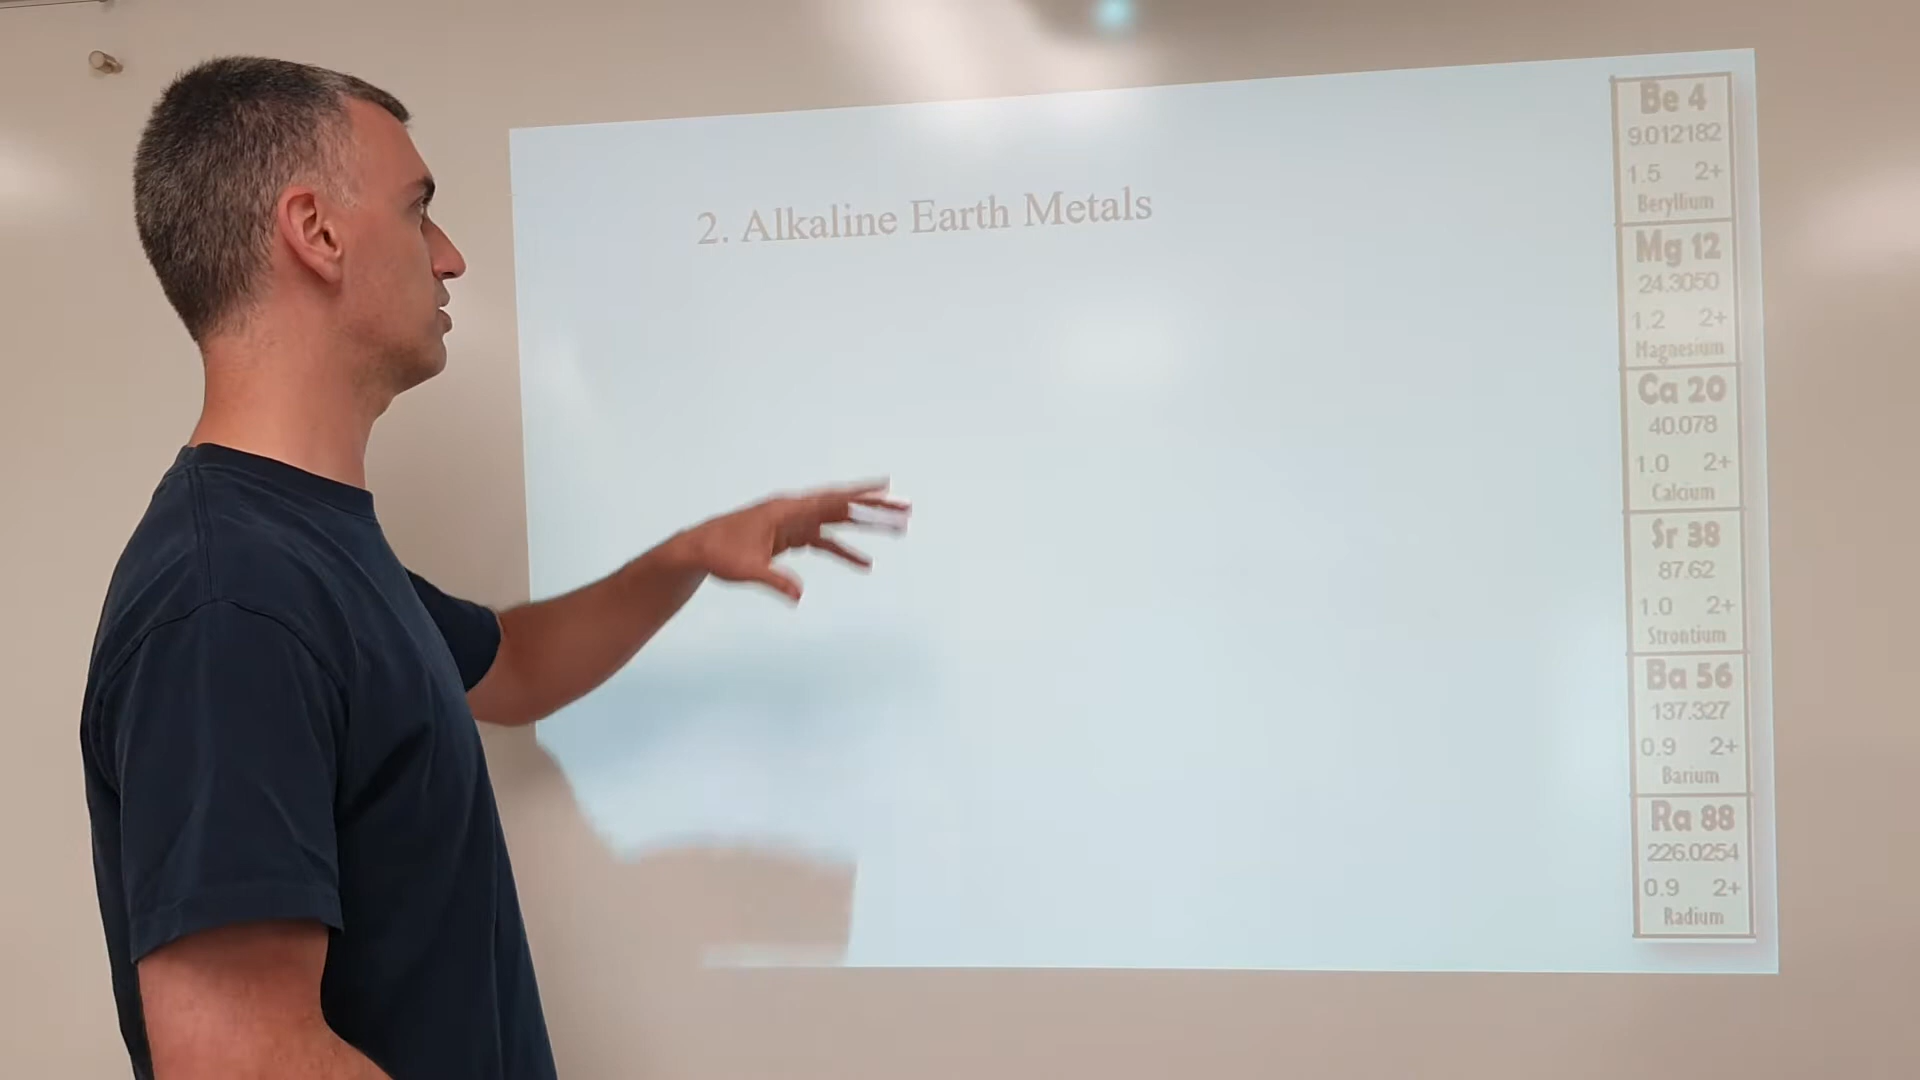 2. Alkaline Earth Metals
Be 4
9.012182
1.5 2+
Beryllium
Mg 12
24.3050
1.2 2+
Magnesium
Ca 20
40.078
1.0 2+
Calcium
Sr 38
87.62
1.0 2+
Strontium
Ba 56
137.327
0.9 2+
Barium
Ra 88
226.0254
0.9 2+
Radium